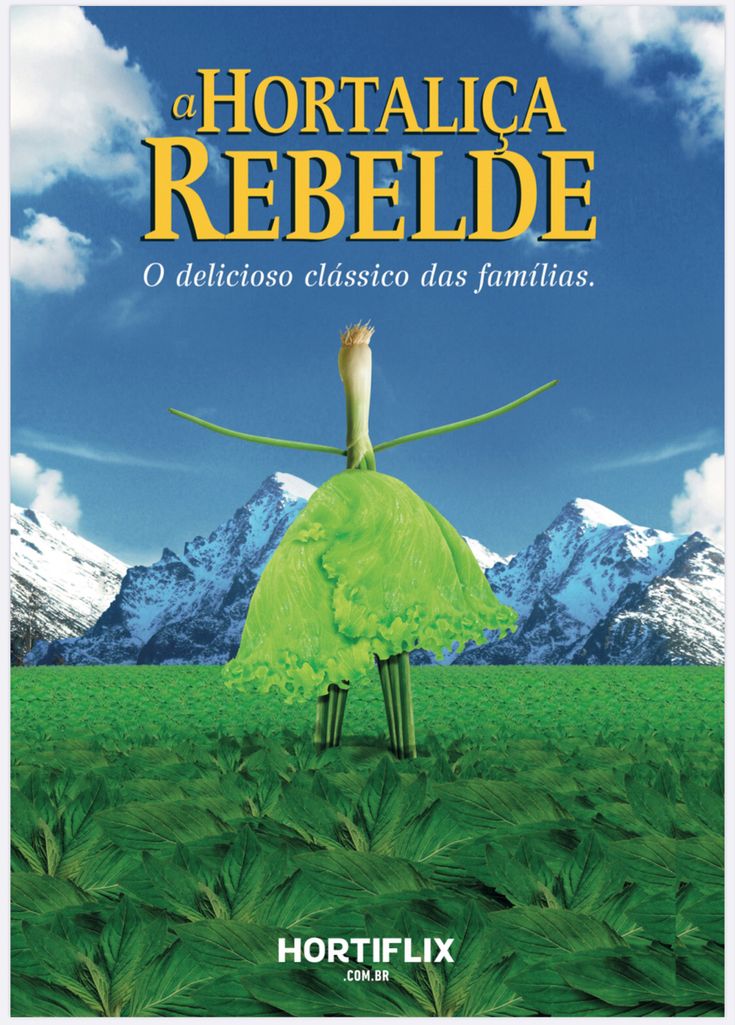 a HORTALIÇA
REBELDE
O delicioso clássico das famílias.
HORTIFLIX
.COM.BR